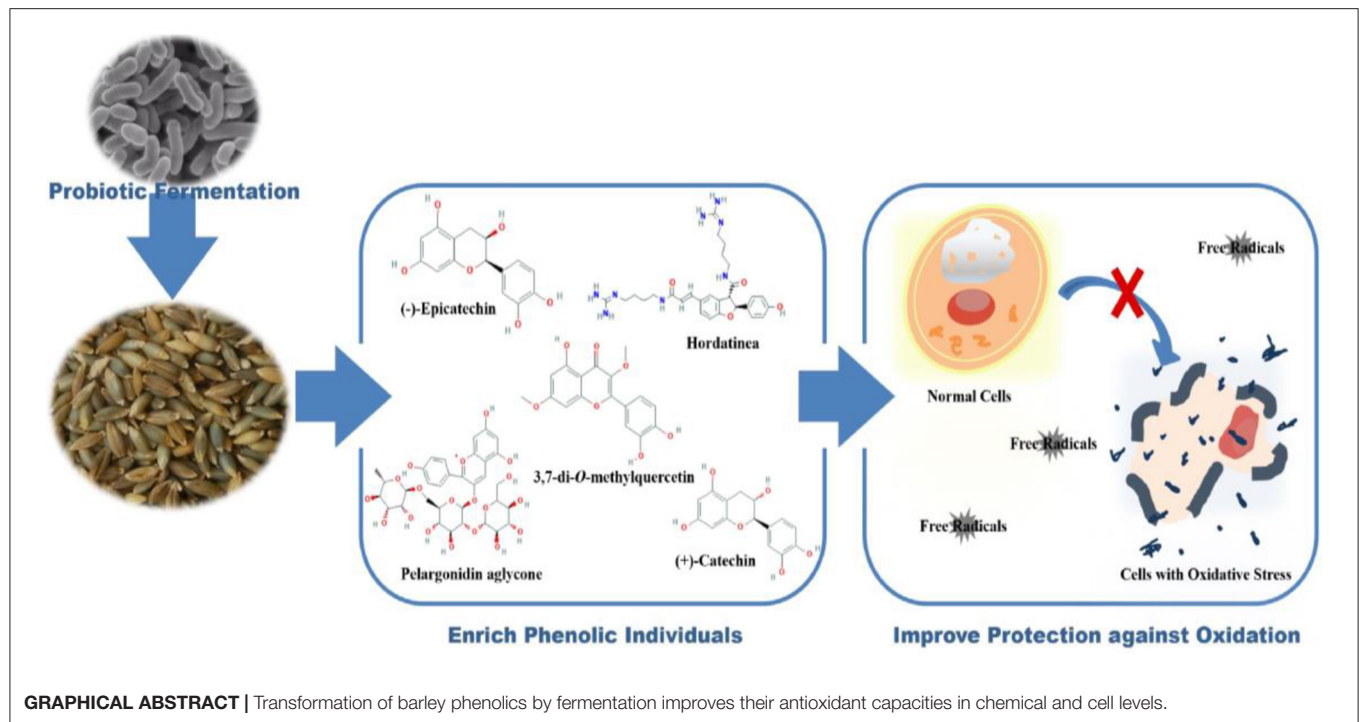 Probiotic Fermentation
(-)-Epicatechin
Hordatinea
3,7-di-O-methylquercetin
Pelargonidin aglycone
(+)-Catechin
Enrich Phenolic Individuals
Free Radicals
Normal Cells
Free Radicals
Free Radicals
Cells with Oxidative Stress
Improve Protection against Oxidation
GRAPHICAL ABSTRACT | Transformation of barley phenolics by fermentation improves their antioxidant capacities in chemical and cell levels.